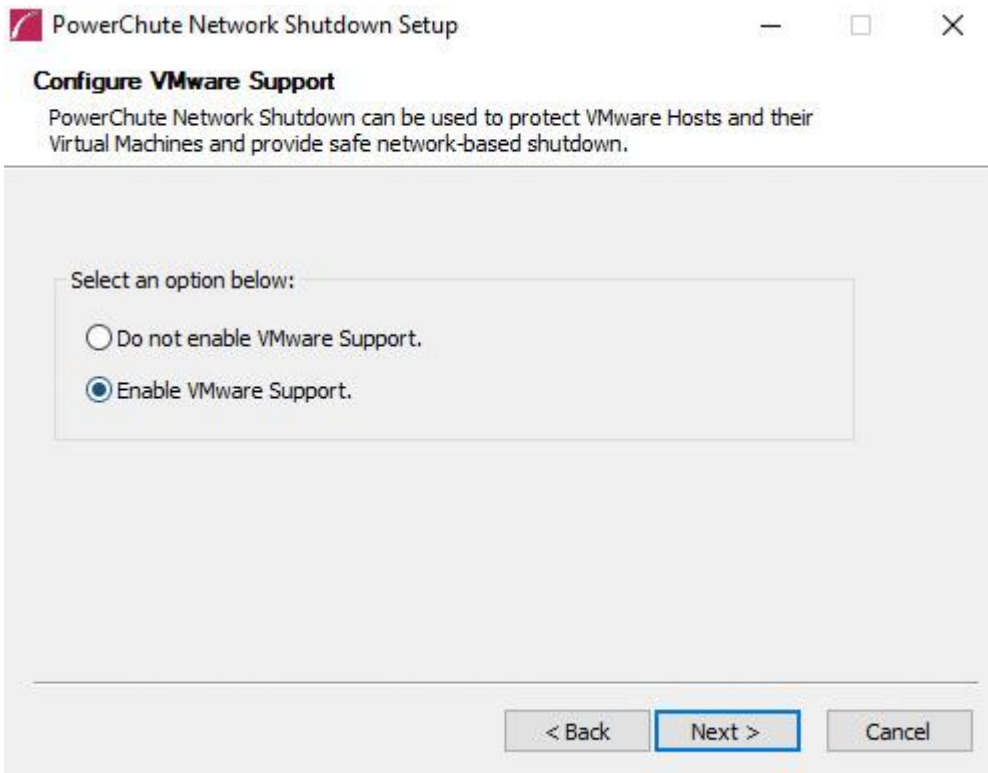 PowerChute Network Shutdown Setup
Configure VMware Support
PowerChute Network Shutdown can be used to protect VMware Hosts and their
Virtual Machines and provide safe network-based shutdown.
Select an option below:
Do not enable VMware Support.
Enable VMware Support.
< Back
Next >
Cancel